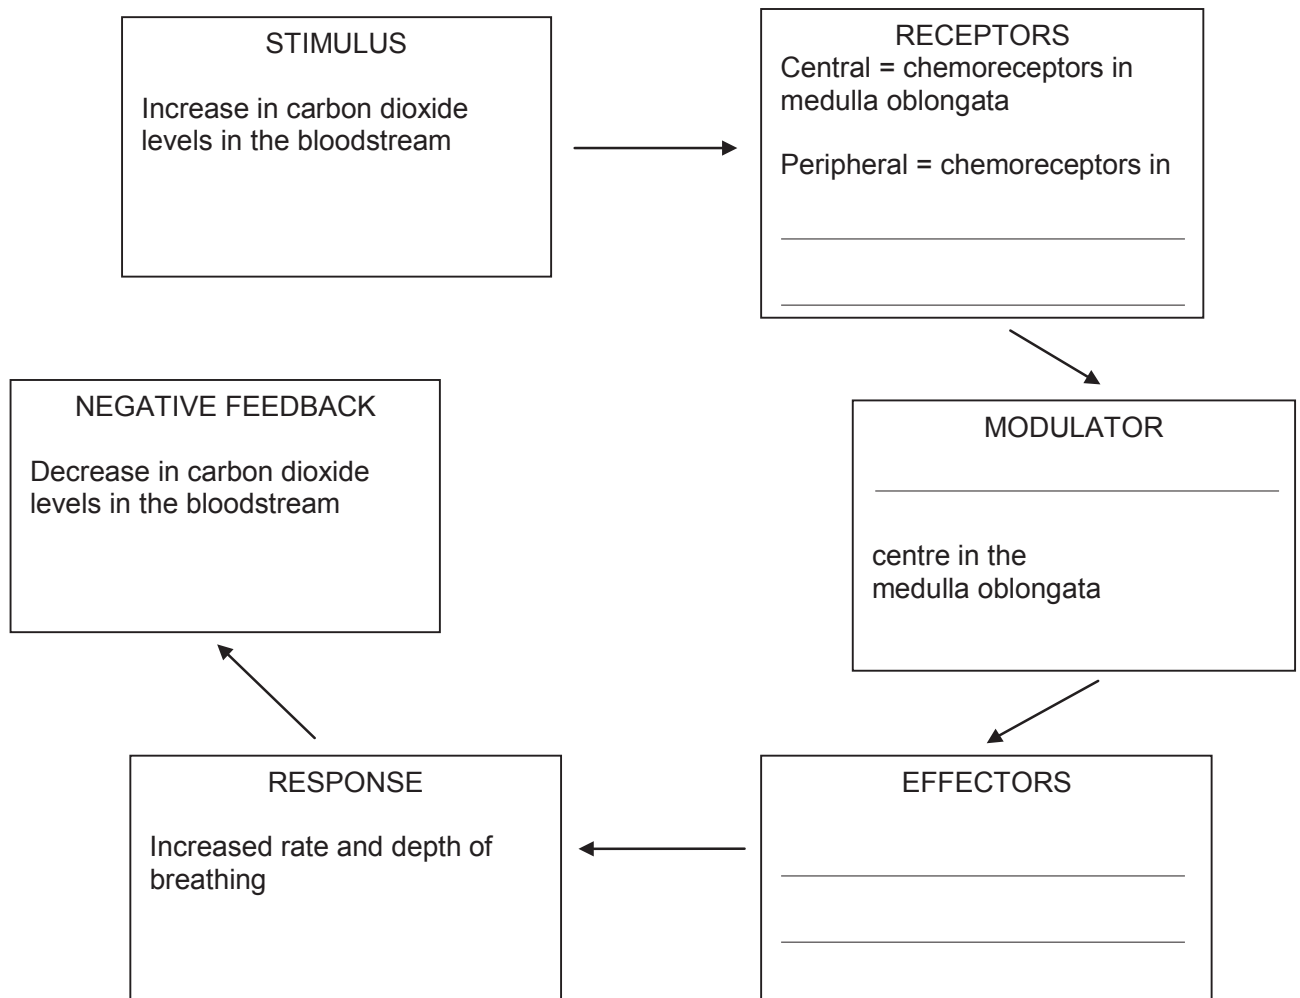 STIMULUS
Increase in carbon dioxide
levels in the bloodstream
RECEPTORS
Central = chemoreceptors in
medulla oblongata
Peripheral = chemoreceptors in
MODULATOR
centre in the
medulla oblongata
EFFECTORS
RESPONSE
Increased rate and depth of
breathing
NEGATIVE FEEDBACK
Decrease in carbon dioxide
levels in the bloodstream